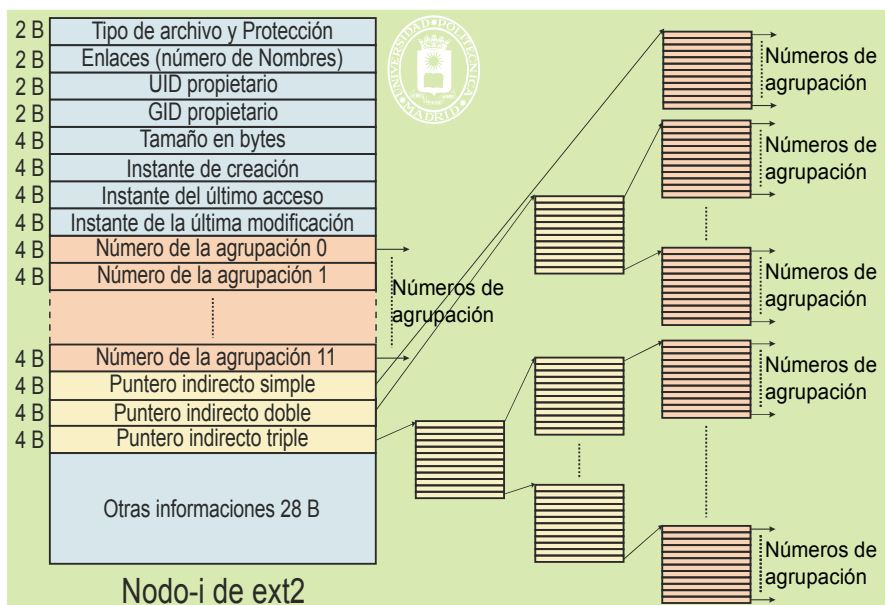 2 B Tipo de archivo y Protección
2 B Enlaces (número de Nombres)
2 B UID propietario
2 B GID propietario
4 B Tamaño en bytes
4 B Instante de creación
4 B Instante del último acceso
4 B Instante de la última modificación
4 B Número de la agrupación 0
4 B Número de la agrupación 1
4 B Número de la agrupación 11
4 B Puntero indirecto simple
4 B Puntero indirecto doble
4 B Puntero indirecto triple
Otras informaciones 28 B
Nodo-i de ext2
UNIVERSIDAD POLITECNICA
MADRID
Números de
agrupación
Números de
agrupación
Números de
agrupación
Números de
agrupación
Números de
agrupación
Números de
agrupación